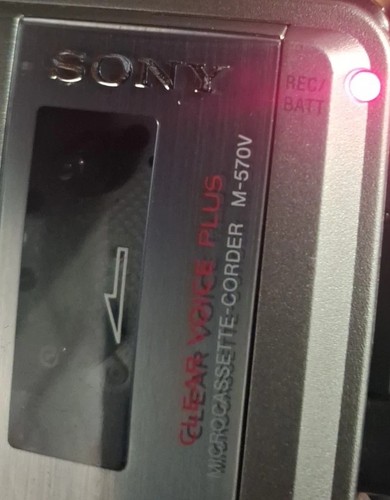 SONY
REC/
BATT
CLEAR VOICE PLUS
MICROCASSETTE-CORDER M-570V